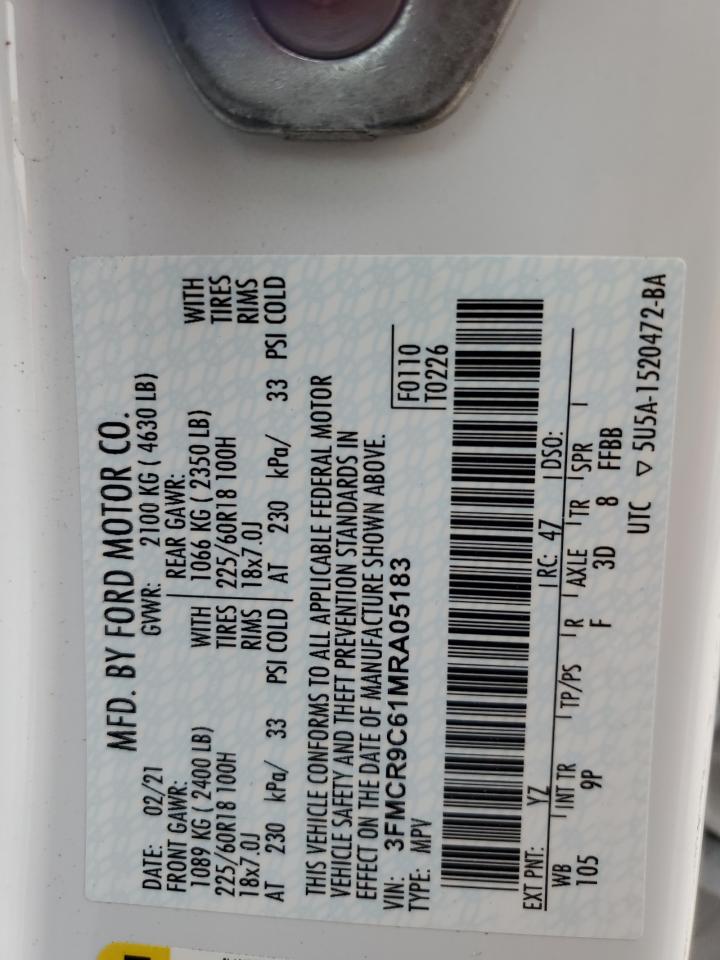 MFD. BY FORD MOTOR CO.
DATE: 02/21 GVWR: 2100 KG ( 4630 LB)
FRONT GAWR: REAR GAWR:
1089 KG ( 2400 LB) WITH 1066 KG ( 2350 LB) WITH
225/60R18 100H TIRES 225/60R18 100H TIRES
18x7.0J RIMS 18x7.0J RIMS
AT 230 kPa/ 33 PSI COLD AT 230 kPa/ 33 PSI COLD
THIS VEHICLE CONFORMS TO ALL APPLICABLE FEDERAL MOTOR
VEHICLE SAFETY AND THEFT PREVENTION STANDARDS IN
EFFECT ON THE DATE OF MANUFACTURE SHOWN ABOVE.
VIN: 3FMCR9C61MRA05183 F0110
TYPE: MPV T0226
EXT PNT: YZ RC: 47 DSO:
WB INT TR TP/PS R AXLE TR SPR
105 9P F 3D 8 FFBB
UTC ▽ 5U5A-1520472-BA